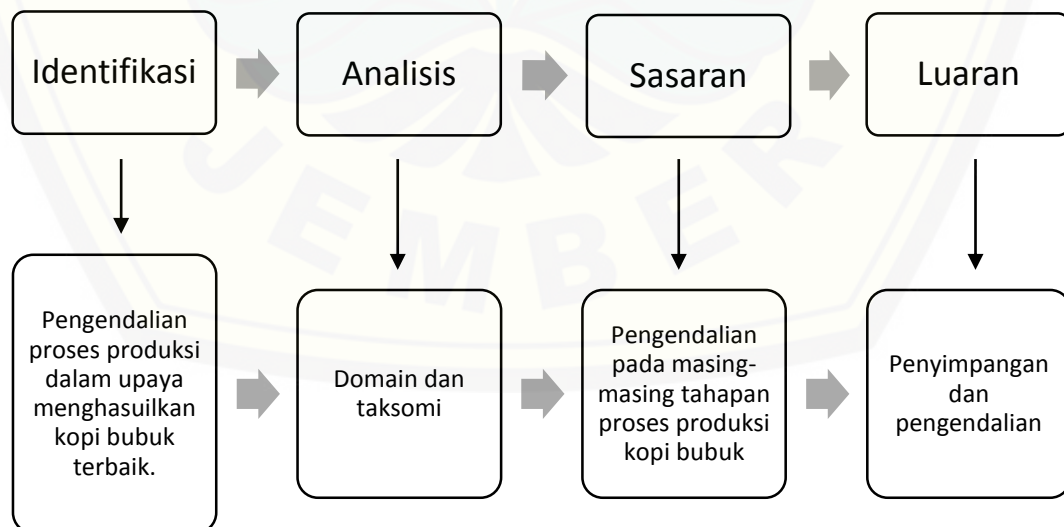 Identifikasi
Analisis
Sasaran
Luaran
Pengendalian
proses produksi
dalam upaya
menghasuilkan
kopi bubuk
terbaik.
Domain dan
taksomi
Pengendalian
pada masing-
masing tahapan
proses produksi
kopi bubuk
Penyimpangan
dan
pengendalian
JEMBER